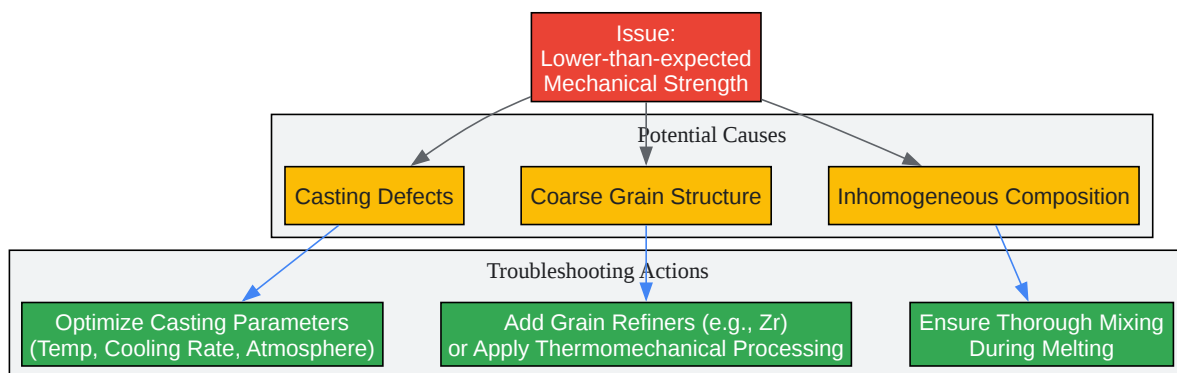 Issue:
Lower-than-expected
Mechanical Strength
Potential Causes
Casting Defects
Coarse Grain Structure
Inhomogeneous Composition
Troubleshooting Actions
Optimize Casting Parameters
(Temp, Cooling Rate, Atmosphere)
Add Grain Refiners (e.g., Zr)
or Apply Thermomechanical Processing
Ensure Thorough Mixing
During Melting